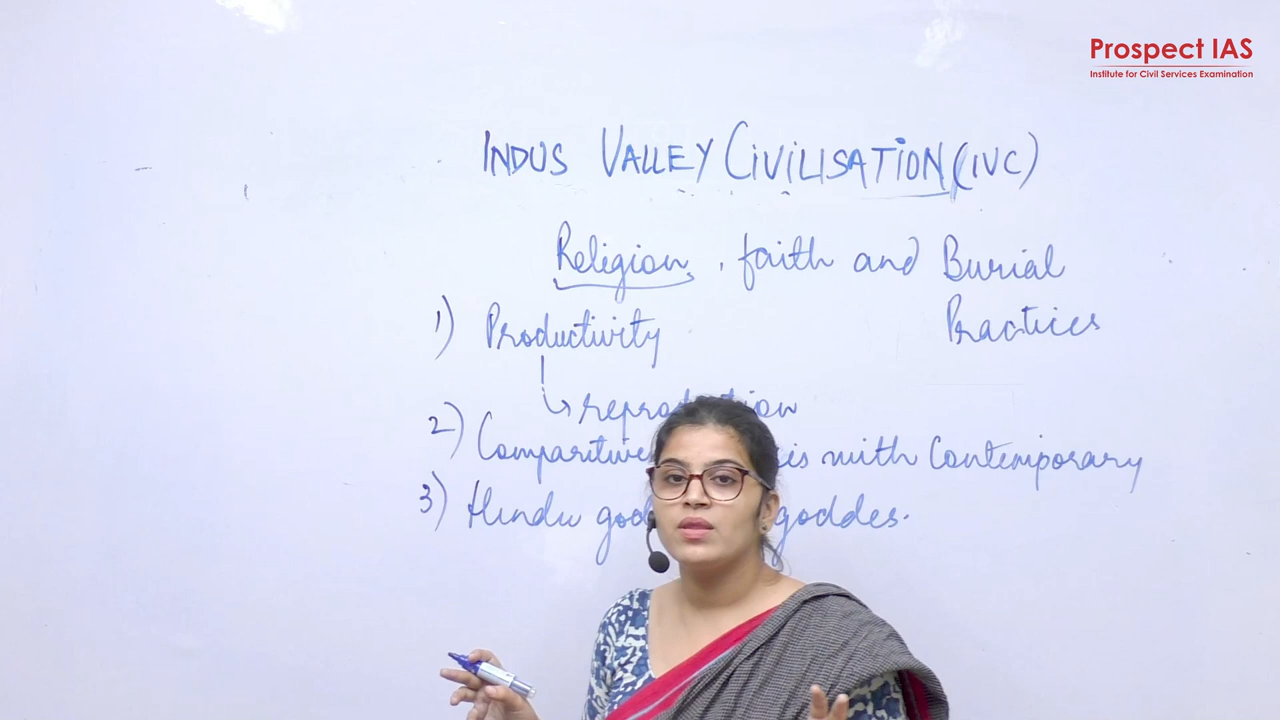 Prospect IAS
Institute for Civil Services Examination
INDUS VALLEY CIVILISATION (IVC)
Religion, faith and Burial
Practices
1) Productivity
↳ reproduction
2) Comparitive with Contemporary
3) Hindu goddes.